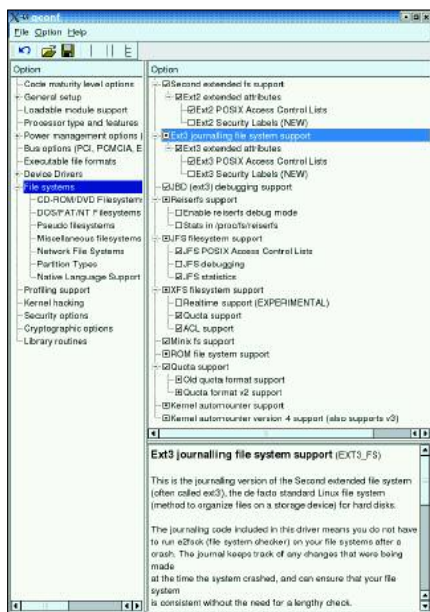 qconf
File Option Help
Option
Code maturity level options
General setup
Loadable module support
Processor type and features
Power management options (
Bus options (PCI, PCMCIA, E
Executable file formats
Device Drivers
File systems
CD-ROM/DVD Filesystems
DOS/FAT/NT Filesystems
Pseudo filesystems
Miscellaneous filesystems
Network File Systems
Partition Types
Native Language Support
Profiling support
Kernel hacking
Security options
Cryptographic options
Library routines
Option
Second extended fs support
Ext2 extended attributes
Ext2 POSIX Access Control Lists
Ext2 Security Labels (NEW)
Ext3 journalling file system support
Ext3 extended attributes
Ext3 POSIX Access Control Lists
Ext3 Security Labels (NEW)
JBD (ext3) debugging support
Reiserfs support
Enable reiserfs debug mode
Stats in /proc/fs/reiserfs
JFS filesystem support
JFS POSIX Access Control Lists
JFS debugging
JFS statistics
XFS filesystem support
Realtime support (EXPERIMENTAL)
Quota support
ACL support
Minix fs support
ROM file system support
Quota support
Old quota format support
Quota format v2 support
Kernel automounter support
Kernel automounter version 4 support (also supports v3)
Ext3 journalling file system support (EXT3_FS)
This is the journalling version of the Second extended file system
(often called ext3), the de facto standard Linux file system
(method to organize files on a storage device) for hard disks.
The journaling code included in this driver means you do not have
to run e2fsck (file system checker) on your file systems after a
crash. The journal keeps track of any changes that were being
made
at the time the system crashed, and can ensure that your file
system
is consistent without the need for a lengthy check.